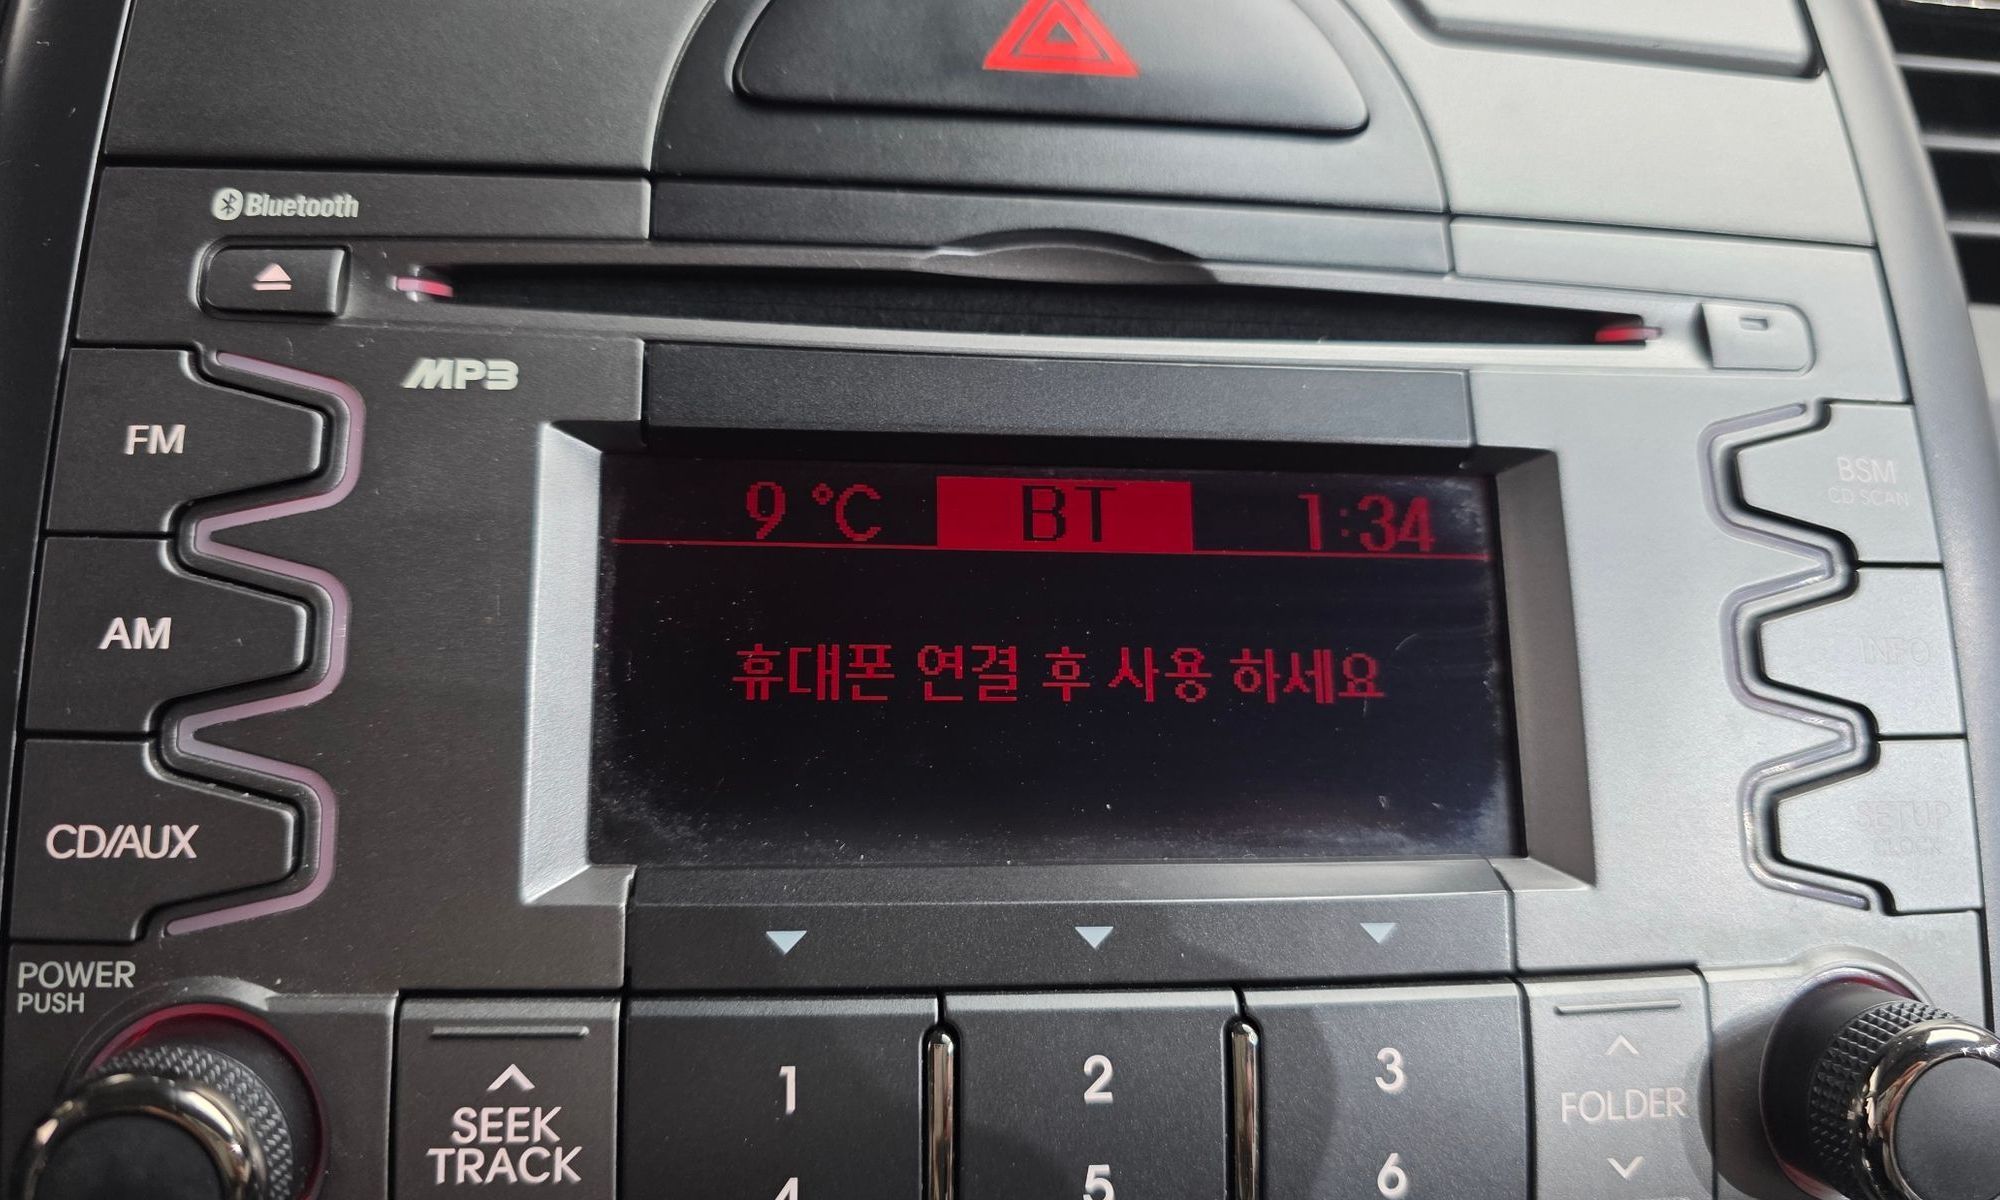 Bluetooth
MP3
FM
AM
CD/AUX
9 °C BT 1:34
휴대폰 연결 후 사용 하세요
BSM
CD SCAN
INFO
SETUP
CLOCK
POWER
PUSH
SEEK
TRACK
1 2 3
FOLDER
4 5 6